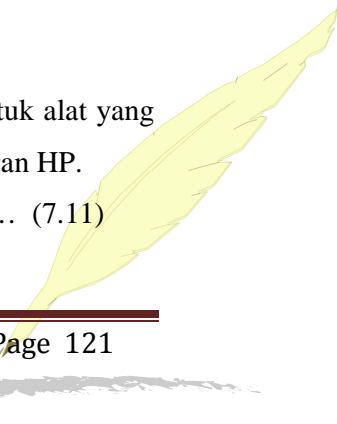 tuk alat yang
an HP.
.. (7.11)
Page 121